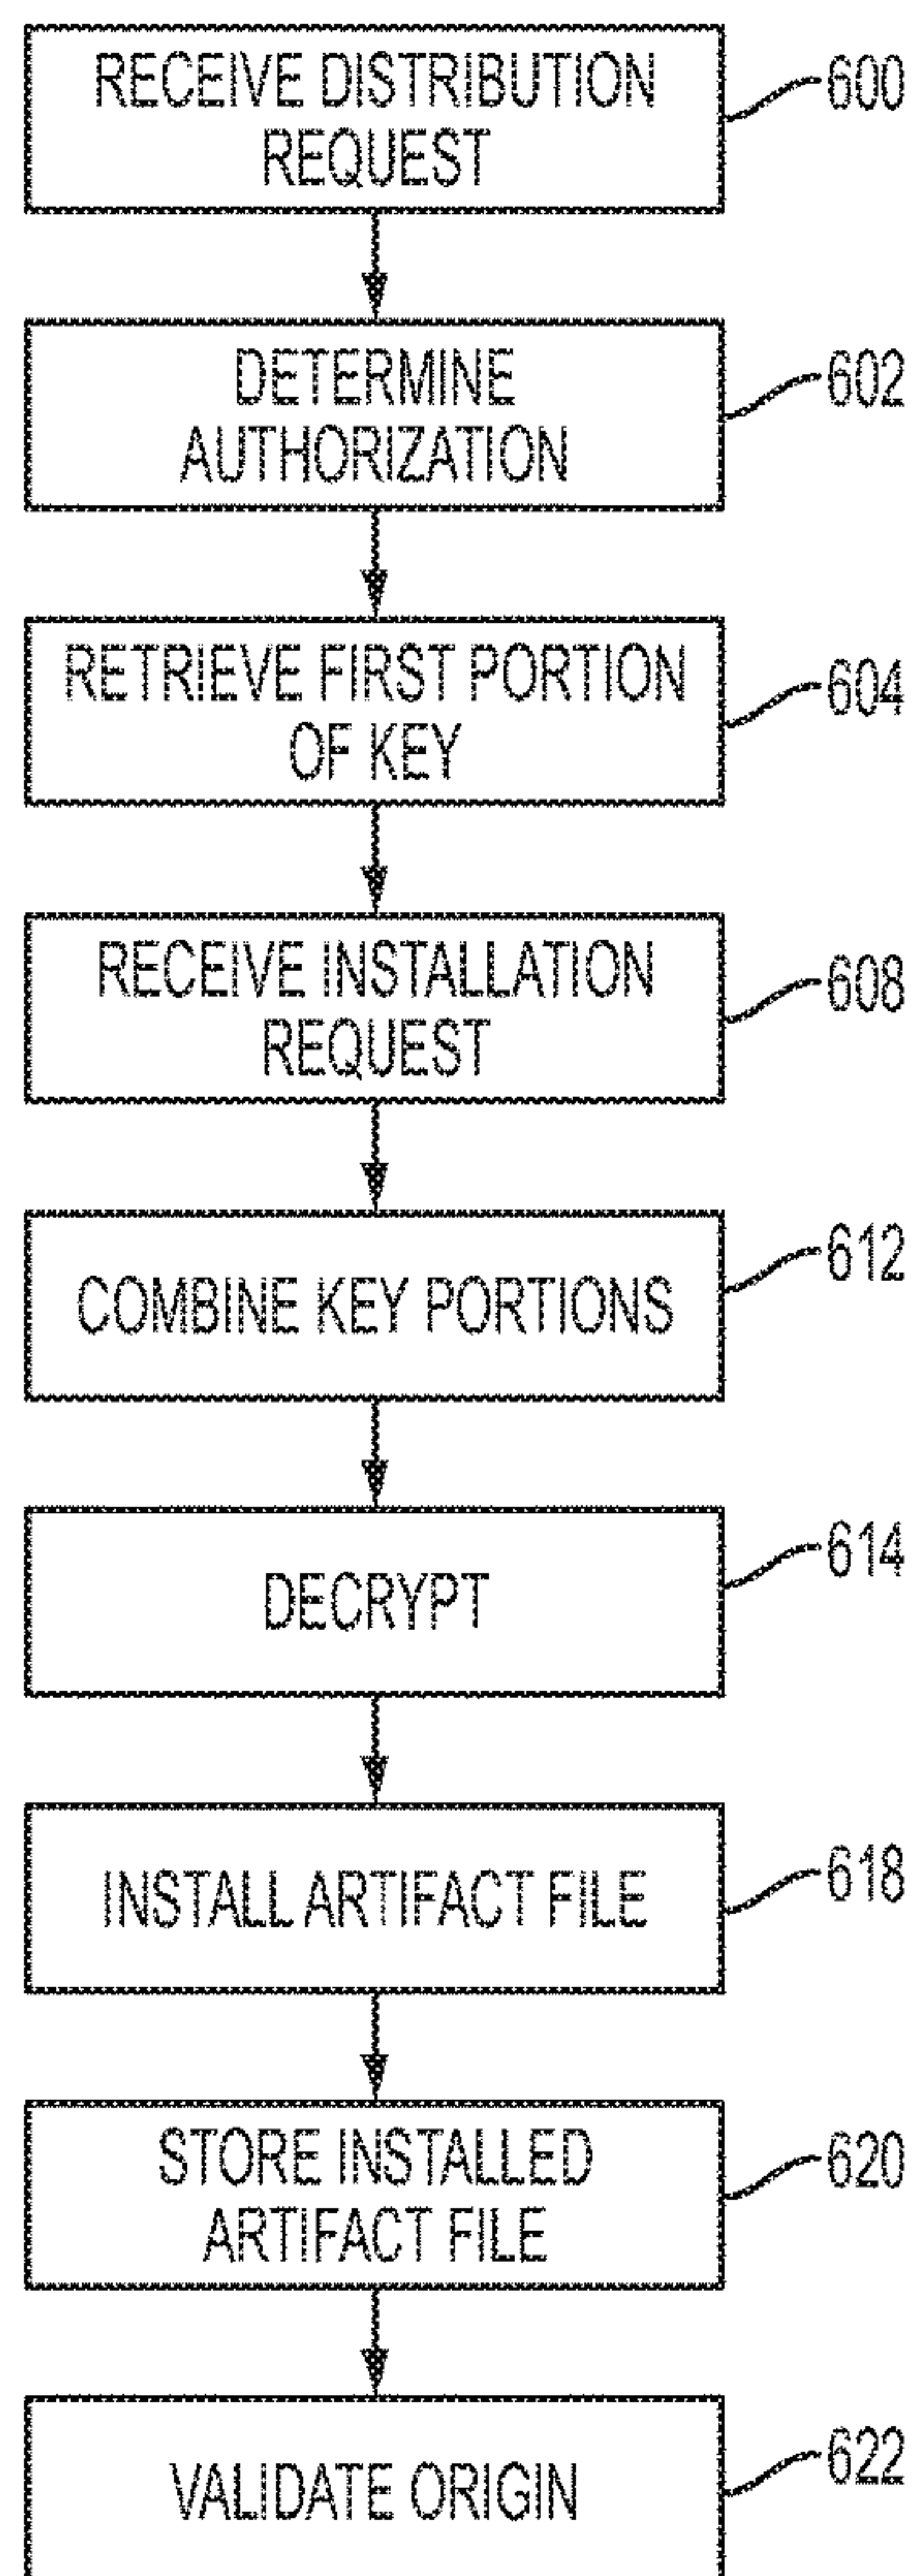 RECEIVE DISTRIBUTION
REQUEST
600
DETERMINE
AUTHORIZATION
602
RETRIEVE FIRST PORTION
OF KEY
604
RECEIVE INSTALLATION
REQUEST
608
COMBINE KEY PORTIONS
612
DECRYPT
614
INSTALL ARTIFACT FILE
618
STORE INSTALLED
ARTIFACT FILE
620
VALIDATE ORIGIN
622